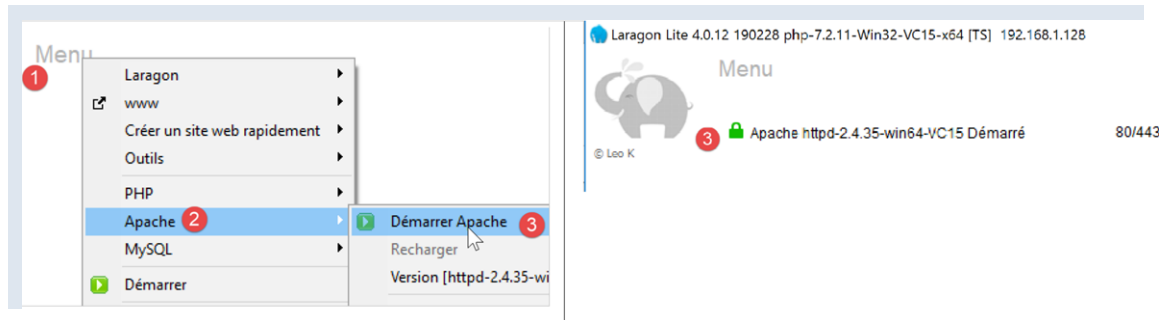 Menu
1
Laragon
www
Créer un site web rapidement
Outils
PHP
Apache 2
MySQL
Démarrer
Démarrer Apache 3
Recharger
Version [httpd-2.4.35-wi
Laragon Lite 4.0.12 190228 php-7.2.11-Win32-VC15-x64 [TS] 192.168.1.128
Menu
3 Apache httpd-2.4.35-win64-VC15 Démarré 80/443
© Leo K